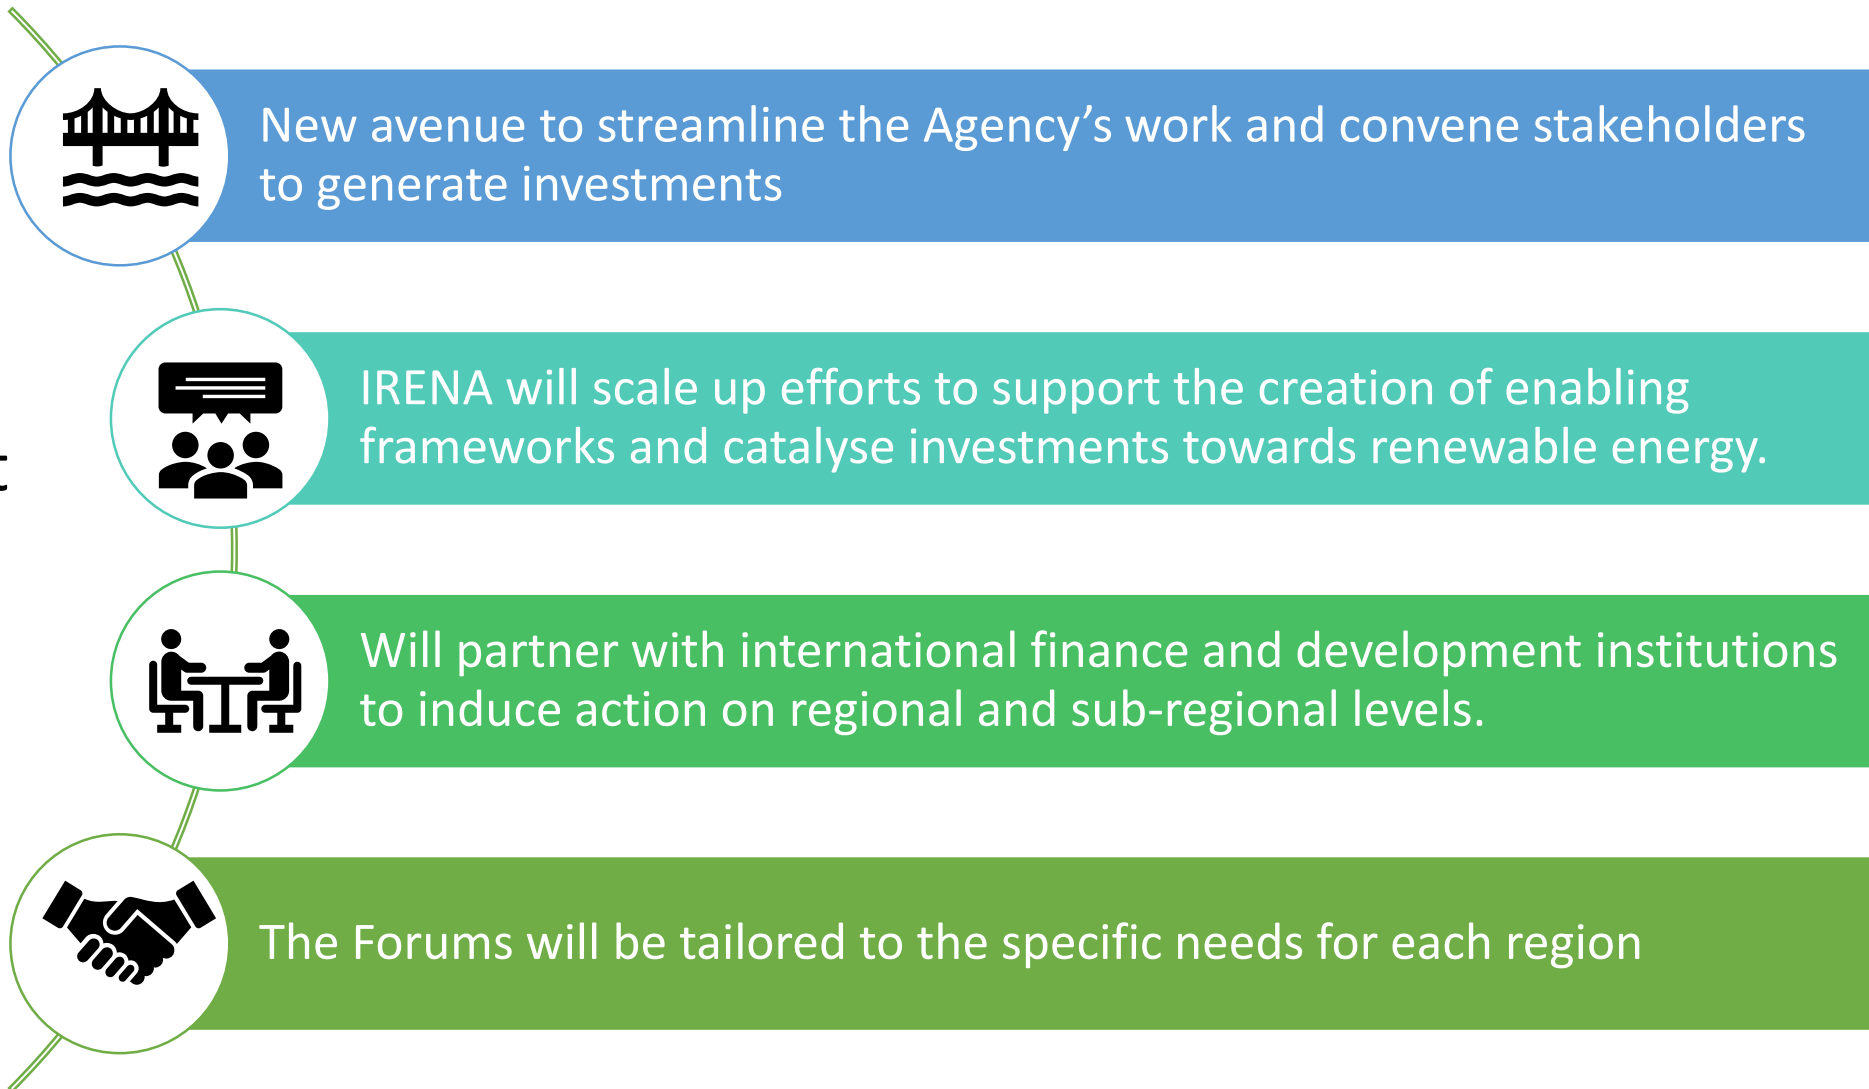 New avenue to streamline the Agency’s work and convene stakeholders
to generate investments
IRENA will scale up efforts to support the creation of enabling
frameworks and catalyse investments towards renewable energy.
Will partner with international finance and development institutions
to induce action on regional and sub-regional levels.
The Forums will be tailored to the specific needs for each region